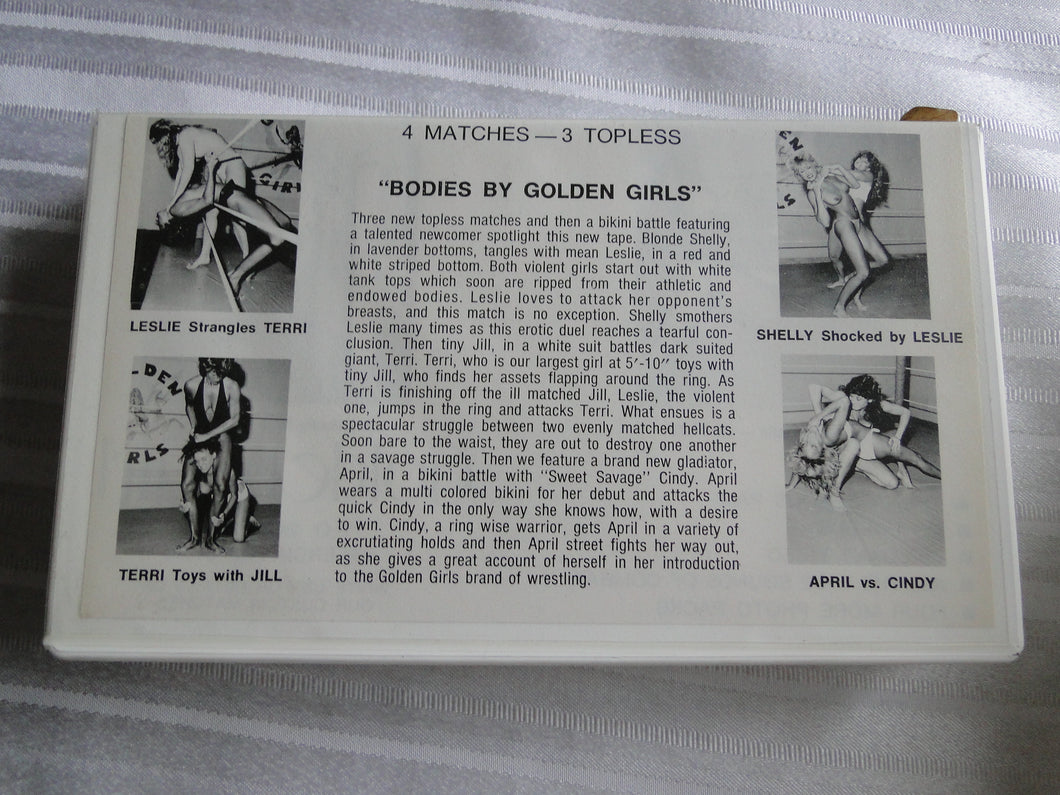 4 MATCHES — 3 TOPLESS
"BODIES BY GOLDEN GIRLS"
Three new topless matches and then a bikini battle featuring
a talented newcomer spotlight this new tape. Blonde Shelly,
in lavender bottoms, tangles with mean Leslie, in a red and
white striped bottom. Both violent girls start out with white
tank tops which soon are ripped from their athletic and
endowed bodies. Leslie loves to attack her opponent's
breasts, and this match is no exception. Shelly smothers
Leslie many times as this erotic duel reaches a tearful con-
clusion. Then tiny Jill, in a white suit battles dark suited
giant, Terri. Terri, who is our largest girl at 5'-10" toys with
tiny Jill, who finds her assets flapping around the ring. As
Terri is finishing off the ill matched Jill, Leslie, the violent
one, jumps in the ring and attacks Terri. What ensues is a
spectacular struggle between two evenly matched hellcats.
Soon bare to the waist, they are out to destroy one another
in a savage struggle. Then we feature a brand new gladiator,
April, in a bikini battle with "Sweet Savage" Cindy. April
wears a multi colored bikini for her debut and attacks the
quick Cindy in the only way she knows how, with a desire
to win. Cindy, a ring wise warrior, gets April in a variety of
excrutiating holds and then April street fights her way out,
as she gives a great account of herself in her introduction
to the Golden Girls brand of wrestling.
GIRL
LESLIE Strangles TERRI
EN
LS
SHELLY Shocked by LESLIE
DEN
RLS
TERRI Toys with JILL
APRIL vs. CINDY